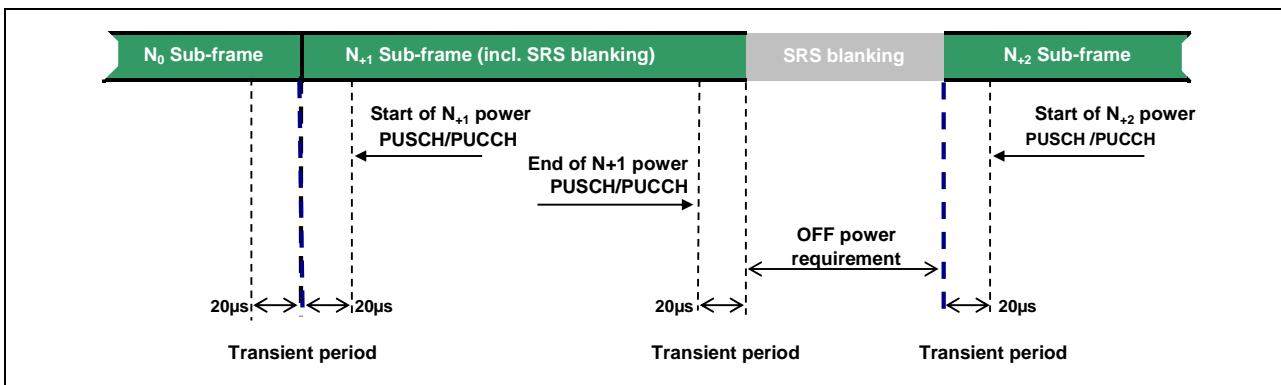 N₀ Sub-frame
N₊₁ Sub-frame (incl. SRS blanking)
SRS blanking
N₊₂ Sub-frame
Start of N₊₁ power
PUSCH/PUCCH
End of N+1 power
PUSCH/PUCCH
Start of N₊₂ power
PUSCH /PUCCH
OFF power
requirement
20µs
20µs
20µs
20µs
Transient period
Transient period
Transient period